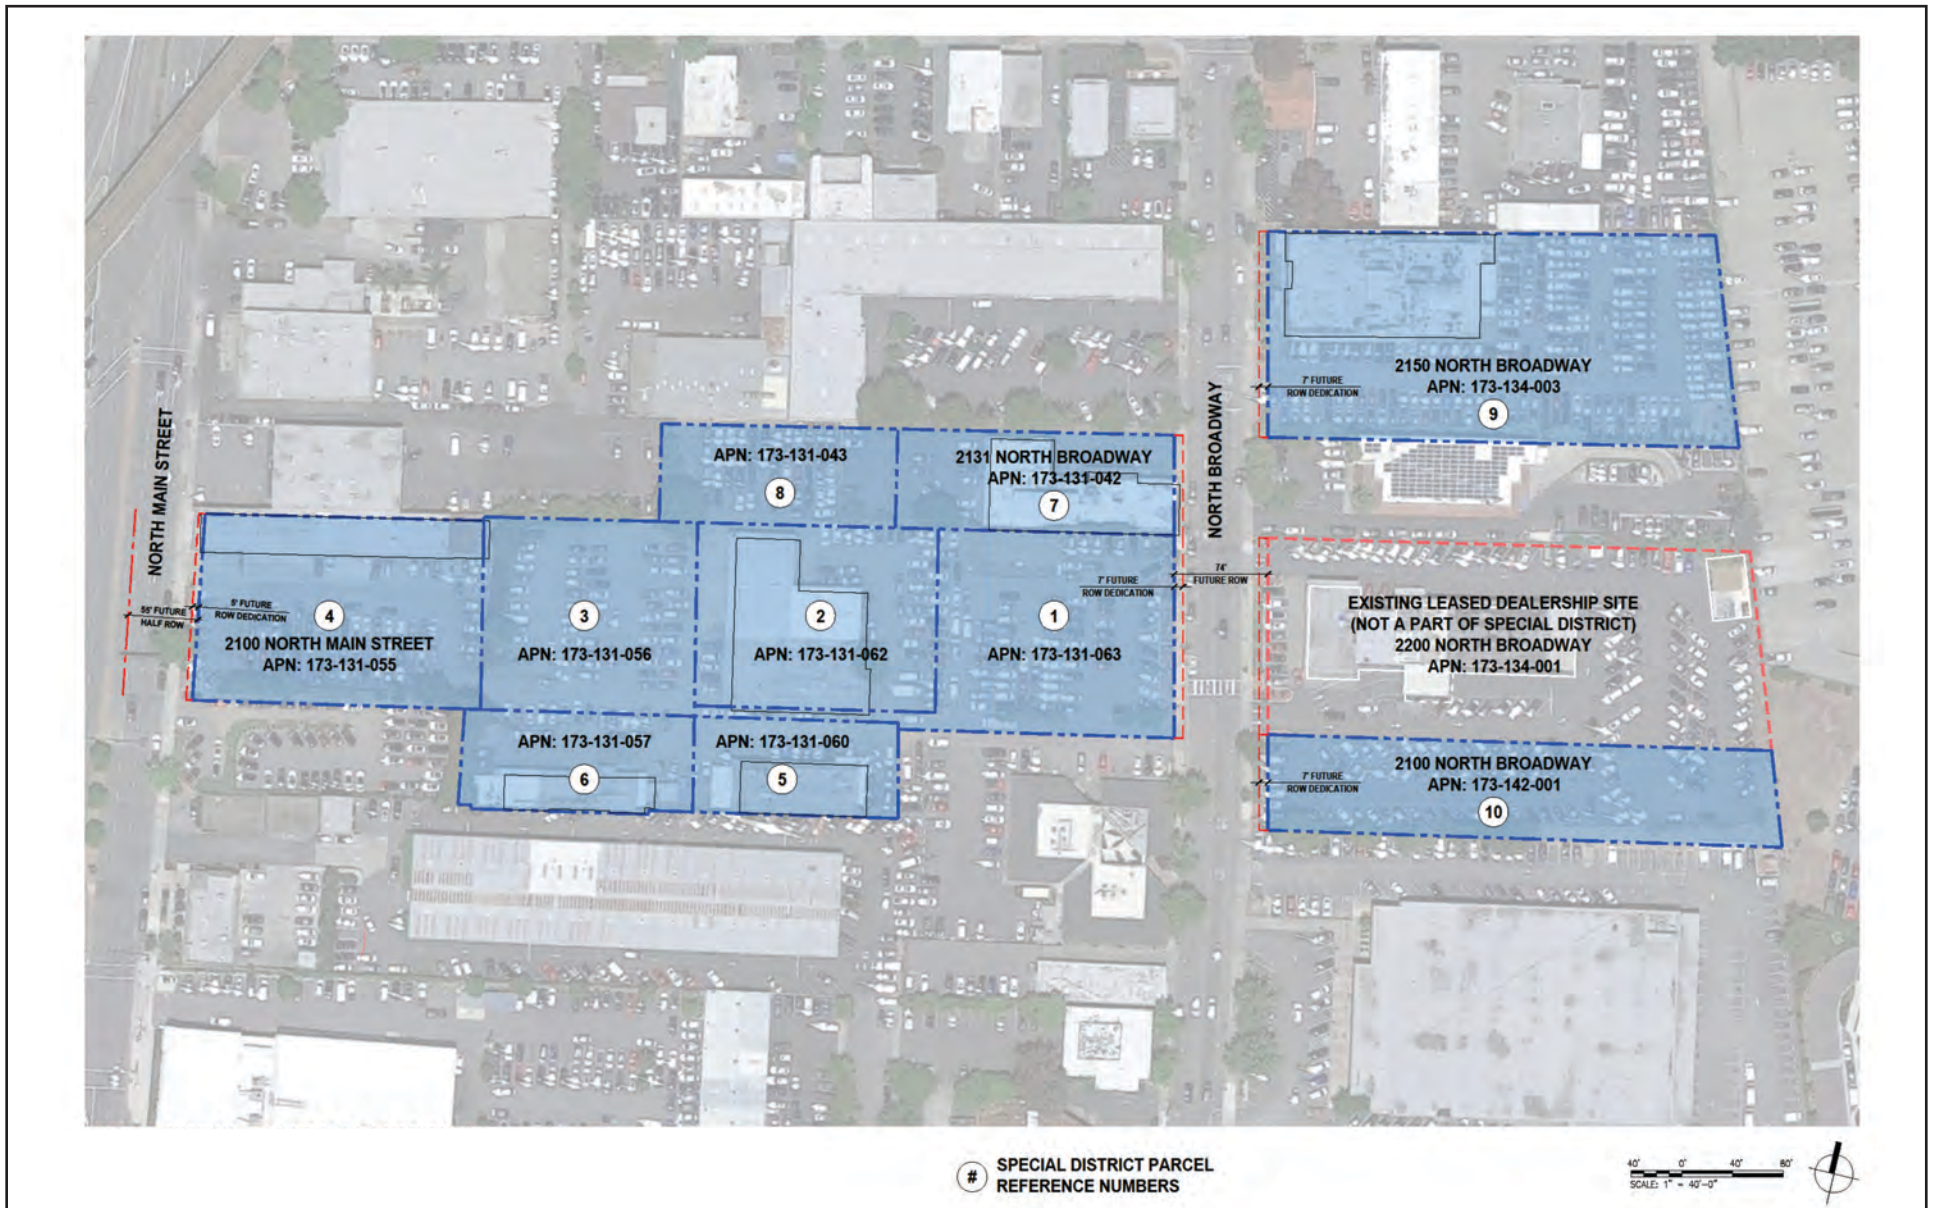 2150 NORTH BROADWAY
APN: 173-134-003
9
7' FUTURE
ROW DEDICATION
NORTH MAIN STREET
NORTH BROADWAY
APN: 173-131-043
8
2131 NORTH BROADWAY
APN: 173-131-042
7
55' FUTURE
HALF ROW
5' FUTURE
ROW DEDICATION
4
2100 NORTH MAIN STREET
APN: 173-131-055
3
APN: 173-131-056
2
APN: 173-131-062
1
APN: 173-131-063
7' FUTURE
ROW DEDICATION
74'
FUTURE ROW
EXISTING LEASED DEALERSHIP SITE
(NOT A PART OF SPECIAL DISTRICT)
2200 NORTH BROADWAY
APN: 173-134-001
APN: 173-131-057
6
APN: 173-131-060
5
2100 NORTH BROADWAY
APN: 173-142-001
10
7' FUTURE
ROW DEDICATION
# SPECIAL DISTRICT PARCEL
REFERENCE NUMBERS
40' 0' 40' 80'
SCALE: 1" = 40'-0"